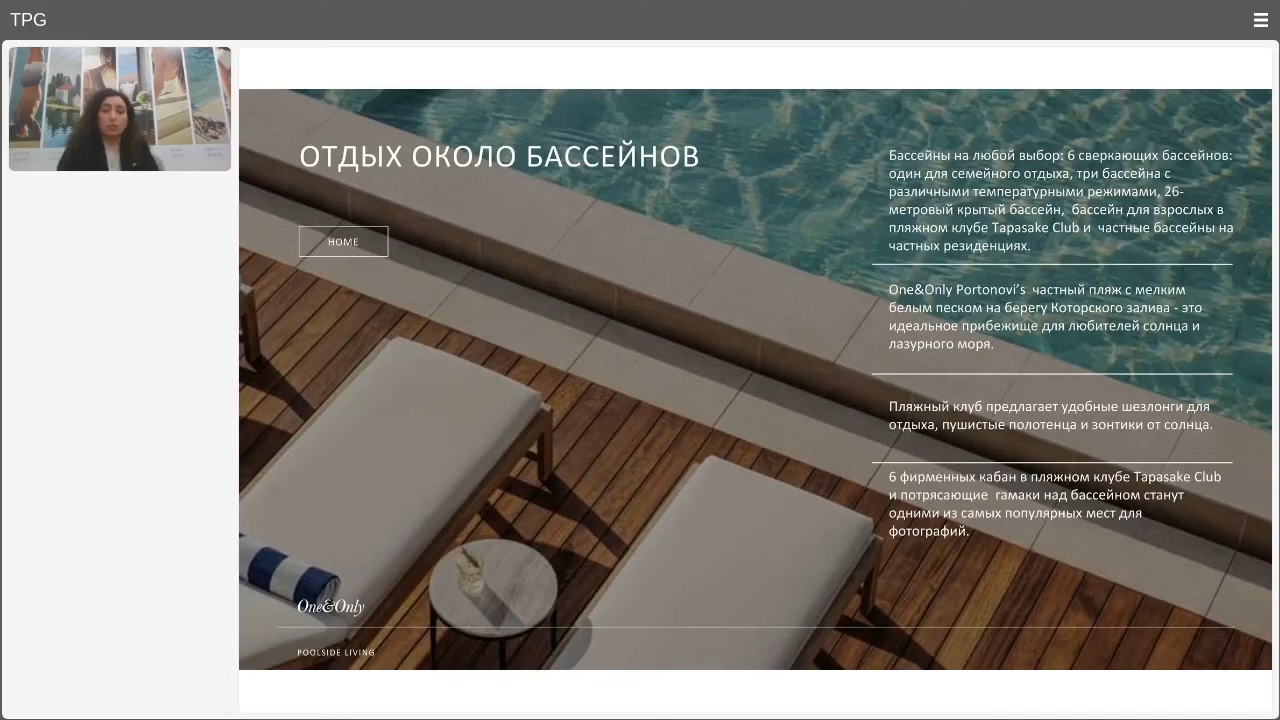 TPG
ОТДЫХ ОКОЛО БАССЕЙНОВ
HOME
Бассейны на любой выбор: 6 сверкающих бассейнов:
один для семейного отдыха, три бассейна с
различными температурными режимами, 26-
метровый крытый бассейн,  бассейн для взрослых в
пляжном клубе Tapasake Club и  частные бассейны на
частных резиденциях.
One&Only Portonovi’s  частный пляж с мелким
белым песком на берегу Которского залива - это
идеальное прибежище для любителей солнца и
лазурного моря.
Пляжный клуб предлагает удобные шезлонги для
отдыха, пушистые полотенца и зонтики от солнца.
6 фирменных кабан в пляжном клубе Tapasake Club
и потрясающие  гамаки над бассейном станут
одними из самых популярных мест для
фотографий.
One&Only
POOLSIDE LIVING